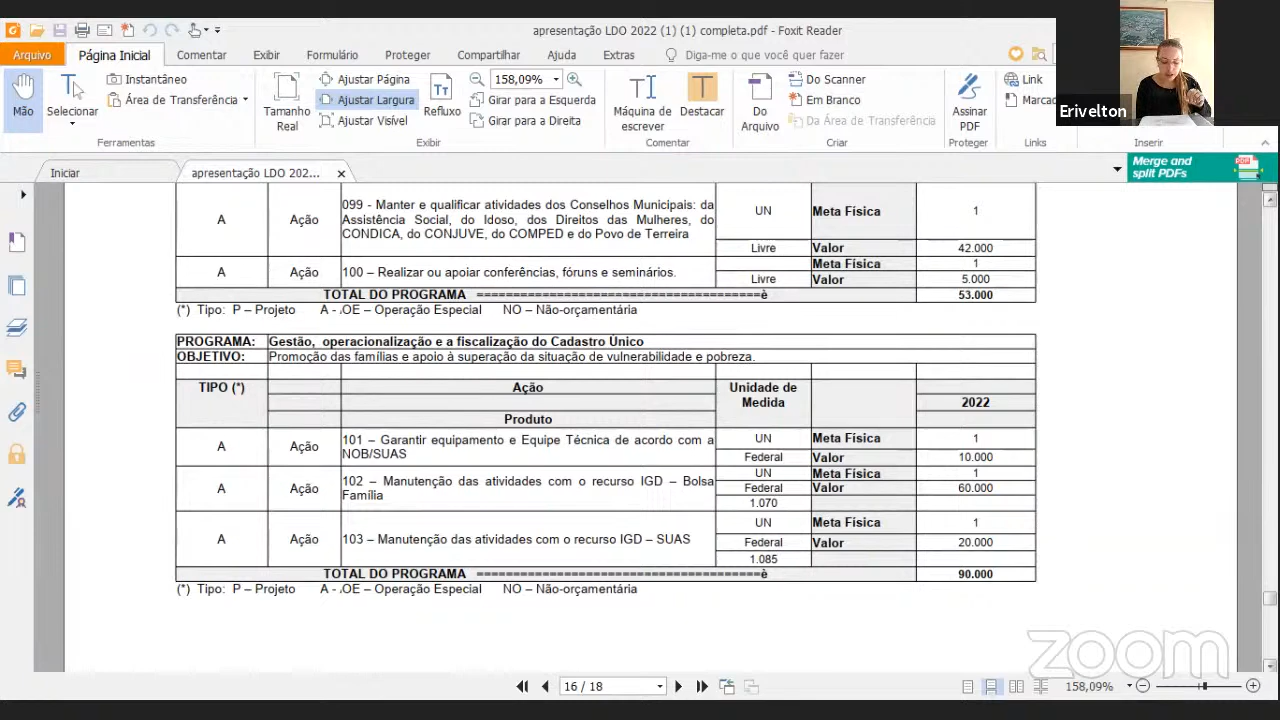 apresentação LDO 2022 (1) (1) completa.pdf - Foxit Reader
Arquivo Página Inicial Comentar Exibir Formulário Proteger Compartilhar Ajuda Extras Diga-me o que você quer fazer
Mão
Selecionar
Instantâneo
Área de Transferência
Ferramentas
Tamanho Real
Ajustar Página
Ajustar Largura
Ajustar Visível
Refluxo
158,09%
Girar para a Esquerda
Girar para a Direita
Exibir
Máquina de escrever
Destacar
Comentar
Do Arquivo
Do Scanner
Em Branco
Da Área de Transferência
Criar
Assinar PDF
Proteger
Link
Marcad
Links
Inserir
Erivelton
Iniciar
apresentação LDO 202...
Merge and
split PDFs
A Ação 099 - Manter e qualificar atividades dos Conselhos Municipais: da
Assistência Social, do Idoso, dos Direitos das Mulheres, do
CONDICA, do CONJUVE, do COMPED e do Povo de Terreira
UN Meta Física 1
Livre Valor 42.000
A Ação 100 – Realizar ou apoiar conferências, fóruns e seminários.
Meta Física 1
Livre Valor 5.000
TOTAL DO PROGRAMA =======================================è 53.000
(*) Tipo: P – Projeto A - .OE – Operação Especial NO – Não-orçamentária
PROGRAMA: Gestão, operacionalização e a fiscalização do Cadastro Único
OBJETIVO: Promoção das famílias e apoio à superação da situação de vulnerabilidade e pobreza.
TIPO (*) Ação Unidade de Medida 2022
Produto
A Ação 101 – Garantir equipamento e Equipe Técnica de acordo com a
NOB/SUAS
UN Meta Física 1
Federal Valor 10.000
A Ação 102 – Manutenção das atividades com o recurso IGD – Bolsa
Família
UN Meta Física 1
Federal Valor 60.000
1.070
A Ação 103 – Manutenção das atividades com o recurso IGD – SUAS
UN Meta Física 1
Federal Valor 20.000
1.085
TOTAL DO PROGRAMA =======================================è 90.000
(*) Tipo: P – Projeto A - .OE – Operação Especial NO – Não-orçamentária
zoom
16 / 18
158,09%